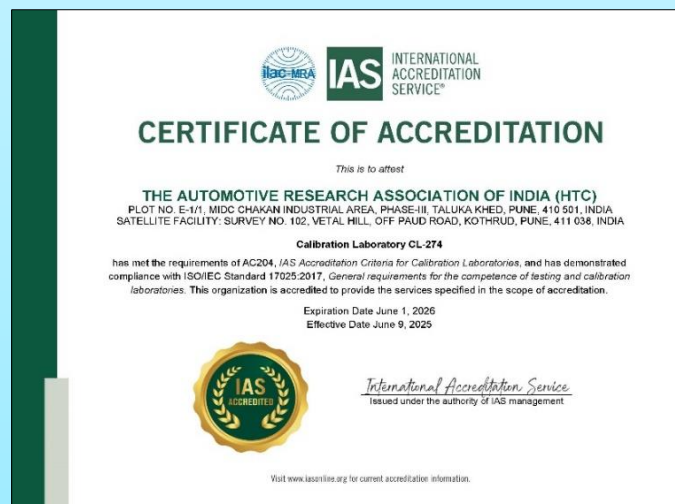 ilac-MRA
IAS
INTERNATIONAL
ACCREDITATION
SERVICE®
CERTIFICATE OF ACCREDITATION
This is to attest
THE AUTOMOTIVE RESEARCH ASSOCIATION OF INDIA (HTC)
PLOT NO. E-1/1, MIDC CHAKAN INDUSTRIAL AREA, PHASE-III, TALUKA KHED, PUNE, 410 501, INDIA
SATELLITE FACILITY: SURVEY NO. 102, VETAL HILL, OFF PAUD ROAD, KOTHRUD, PUNE, 411 038, INDIA
Calibration Laboratory CL-274
has met the requirements of AC204, IAS Accreditation Criteria for Calibration Laboratories, and has demonstrated
compliance with ISO/IEC Standard 17025:2017, General requirements for the competence of testing and calibration
laboratories. This organization is accredited to provide the services specified in the scope of accreditation.
Expiration Date June 1, 2026
Effective Date June 9, 2025
IAS
ACCREDITED
International Accreditation Service
Issued under the authority of IAS management
Visit www.iasonline.org for current accreditation information.